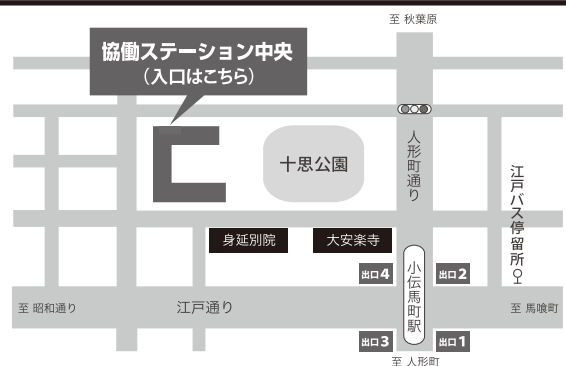 至 秋葉原
協働ステーション中央
（入口はこちら）
人形町通り
十思公園
江戸バス停留所
身延別院
大安楽寺
小伝馬町駅
出口4
出口2
至 昭和通り
江戸通り
至 馬喰町
出口3
出口1
至 人形町